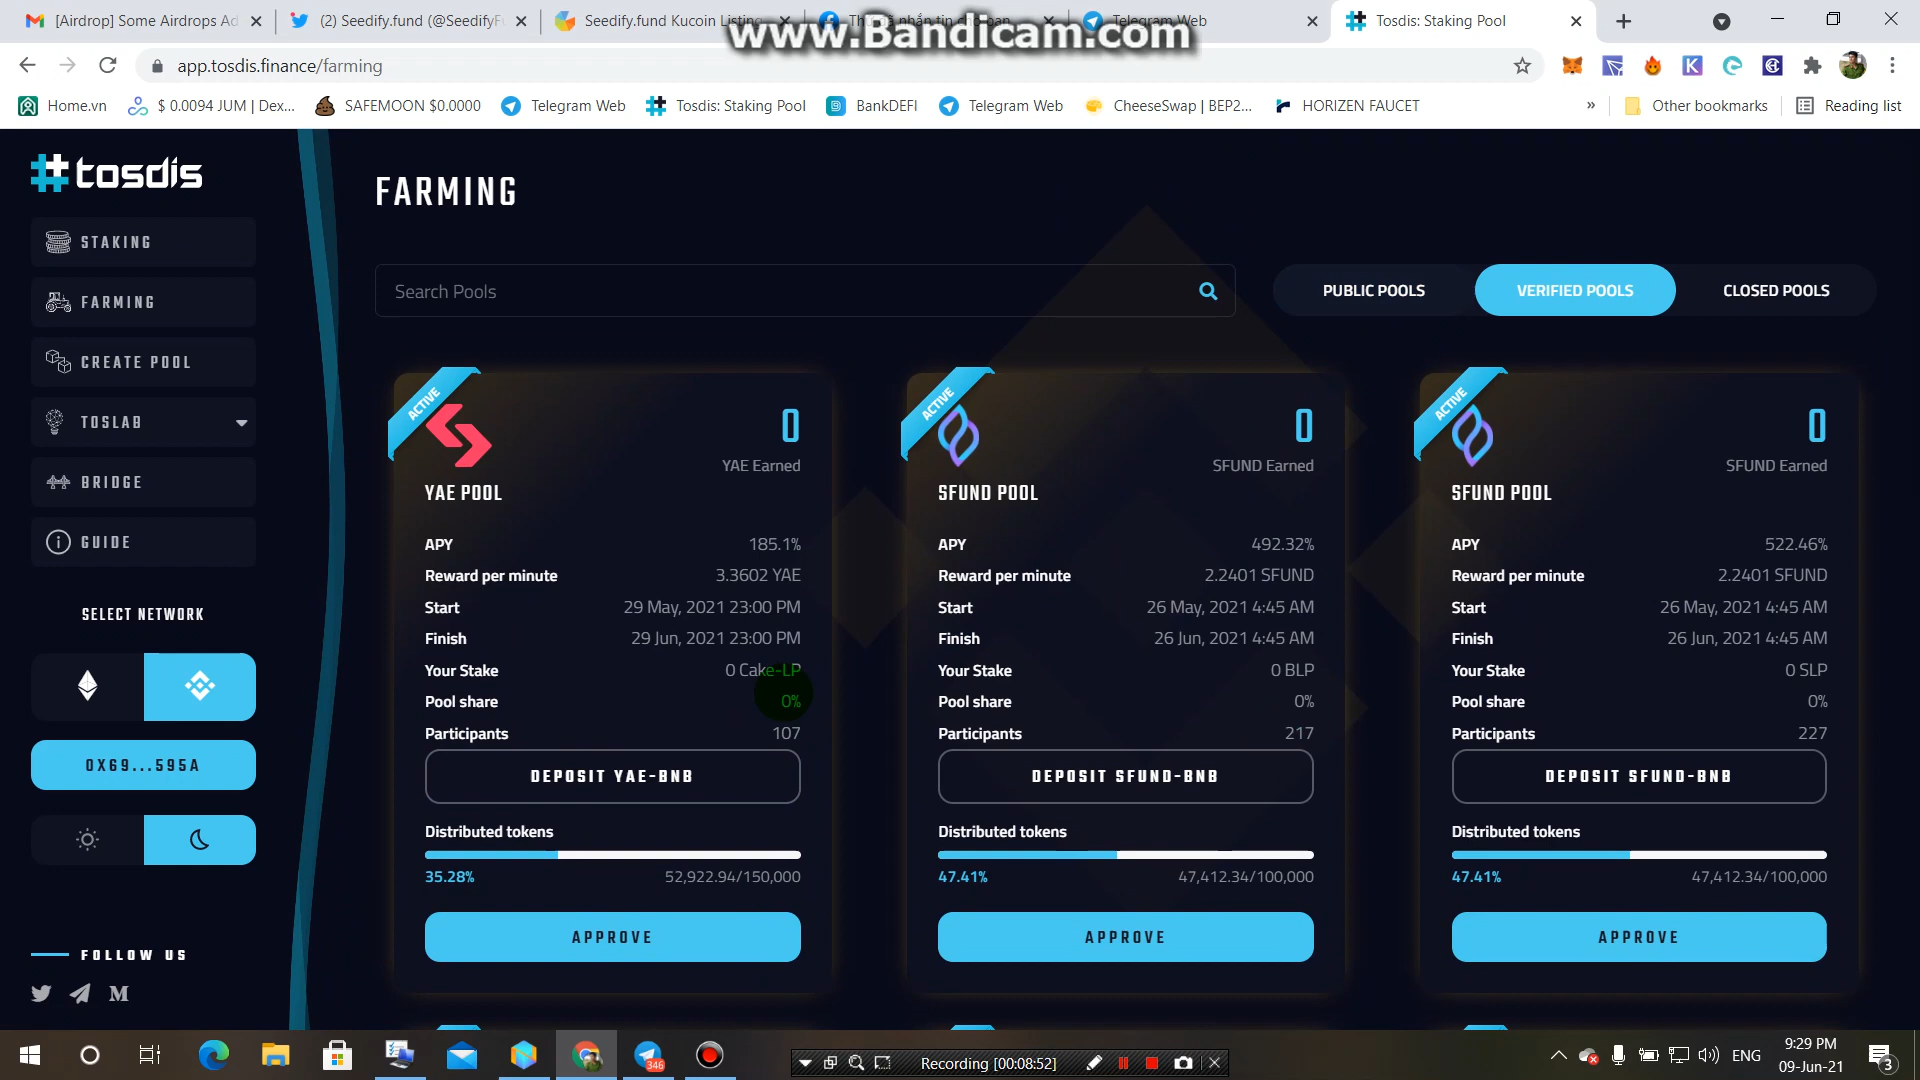 [Airdrop] Some Airdrops Ad
(2) Seedify.fund (@SeedifyFu
Seedify.fund Kucoin Listing
Telegram Web
Tosdis: Staking Pool
www.Bandicam.com
app.tosdis.finance/farming
Home.vn
$ 0.0094 JUM | Dex...
SAFEMOON $0.0000
Telegram Web
Tosdis: Staking Pool
BankDEFI
Telegram Web
CheeseSwap | BEP2...
HORIZEN FAUCET
»
Other bookmarks
Reading list
tosdis
STAKING
FARMING
CREATE POOL
TOSLAB
BRIDGE
GUIDE
SELECT NETWORK
0X69...595A
FOLLOW US
FARMING
Search Pools
PUBLIC POOLS
VERIFIED POOLS
CLOSED POOLS
ACTIVE
0
YAE Earned
YAE POOL
APY 185.1%
Reward per minute 3.3602 YAE
Start 29 May, 2021 23:00 PM
Finish 29 Jun, 2021 23:00 PM
Your Stake 0 Cake-LP
Pool share 0%
Participants 107
DEPOSIT YAE-BNB
Distributed tokens
35.28% 52,922.94/150,000
APPROVE
ACTIVE
0
SFUND Earned
SFUND POOL
APY 492.32%
Reward per minute 2.2401 SFUND
Start 26 May, 2021 4:45 AM
Finish 26 Jun, 2021 4:45 AM
Your Stake 0 BLP
Pool share 0%
Participants 217
DEPOSIT SFUND-BNB
Distributed tokens
47.41% 47,412.34/100,000
APPROVE
ACTIVE
0
SFUND Earned
SFUND POOL
APY 522.46%
Reward per minute 2.2401 SFUND
Start 26 May, 2021 4:45 AM
Finish 26 Jun, 2021 4:45 AM
Your Stake 0 SLP
Pool share 0%
Participants 227
DEPOSIT SFUND-BNB
Distributed tokens
47.41% 47,412.34/100,000
APPROVE
346
Recording [00:08:52]
ENG
9:29 PM
09-Jun-21
3